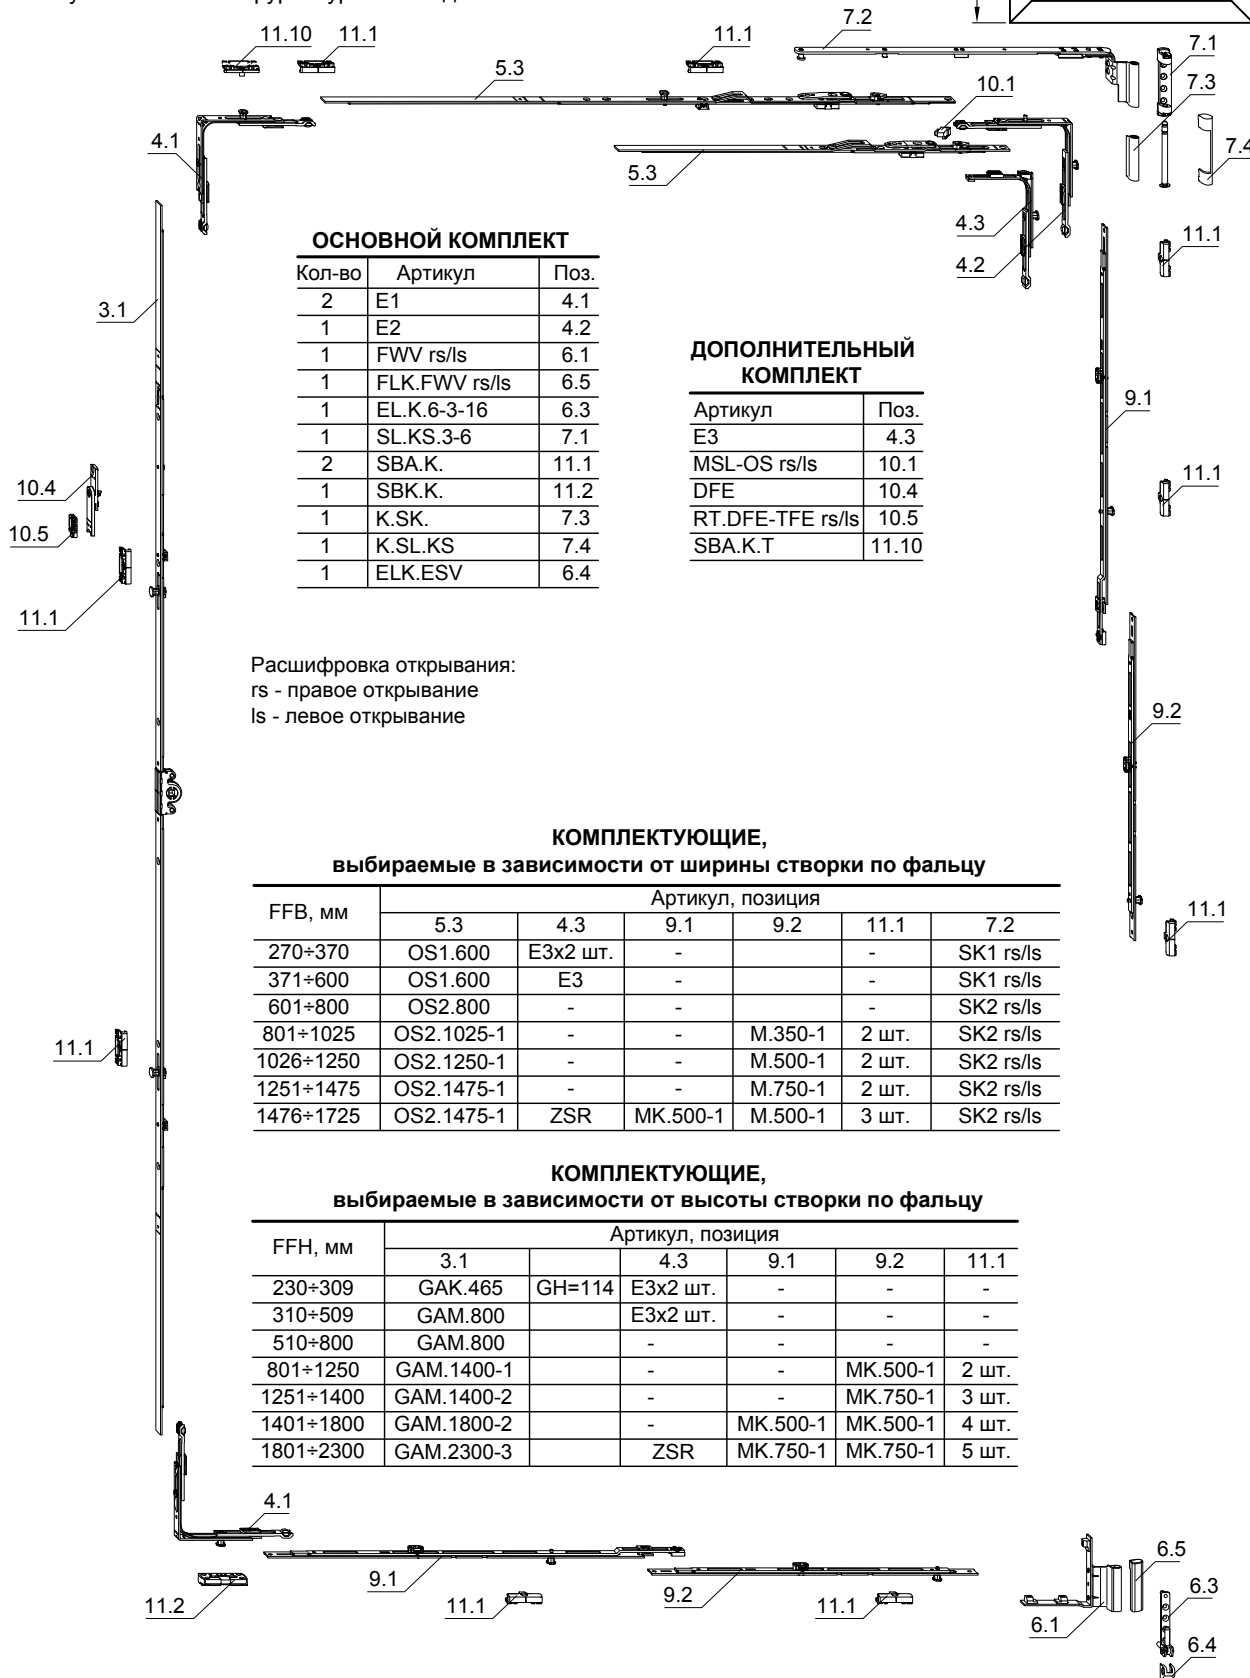 7.2
11.10
11.1
11.1
7.1
5.3
10.1
7.3
4.1
5.3
7.4
4.3
4.2
11.1
3.1
ОСНОВНОЙ КОМПЛЕКТ
Кол-во Артикул Поз.
2 E1 4.1
1 E2 4.2
1 FWV rs/ls 6.1
1 FLK.FWV rs/ls 6.5
1 EL.K.6-3-16 6.3
1 SL.KS.3-6 7.1
2 SBA.K. 11.1
1 SBK.K. 11.2
1 K.SK. 7.3
1 K.SL.KS 7.4
1 ELK.ESV 6.4
ДОПОЛНИТЕЛЬНЫЙ
КОМПЛЕКТ
Артикул Поз.
E3 4.3
MSL-OS rs/ls 10.1
DFE 10.4
RT.DFE-TFE rs/ls 10.5
SBA.K.T 11.10
9.1
11.1
10.4
10.5
11.1
Расшифровка открывания:
rs - правое открывание
ls - левое открывание
9.2
11.1
11.1
КОМПЛЕКТУЮЩИЕ,
выбираемые в зависимости от ширины створки по фальцу
FFB, мм Артикул, позиция
5.3 4.3 9.1 9.2 11.1 7.2
270÷370 OS1.600 E3x2 шт. - - SK1 rs/ls
371÷600 OS1.600 E3 - - SK1 rs/ls
601÷800 OS2.800 - - - SK2 rs/ls
801÷1025 OS2.1025-1 - - M.350-1 2 шт. SK2 rs/ls
1026÷1250 OS2.1250-1 - - M.500-1 2 шт. SK2 rs/ls
1251÷1475 OS2.1475-1 - - M.750-1 2 шт. SK2 rs/ls
1476÷1725 OS2.1475-1 ZSR MK.500-1 M.500-1 3 шт. SK2 rs/ls
КОМПЛЕКТУЮЩИЕ,
выбираемые в зависимости от высоты створки по фальцу
FFH, мм Артикул, позиция
3.1 4.3 9.1 9.2 11.1
230÷309 GAK.465 GH=114 E3x2 шт. - - -
310÷509 GAM.800 E3x2 шт. - - -
510÷800 GAM.800 - - - -
801÷1250 GAM.1400-1 - - MK.500-1 2 шт.
1251÷1400 GAM.1400-2 - - MK.750-1 3 шт.
1401÷1800 GAM.1800-2 - MK.500-1 MK.500-1 4 шт.
1801÷2300 GAM.2300-3 ZSR MK.750-1 MK.750-1 5 шт.
4.1
11.2
9.1
11.1
9.2
11.1
6.1
6.5
6.3
6.4